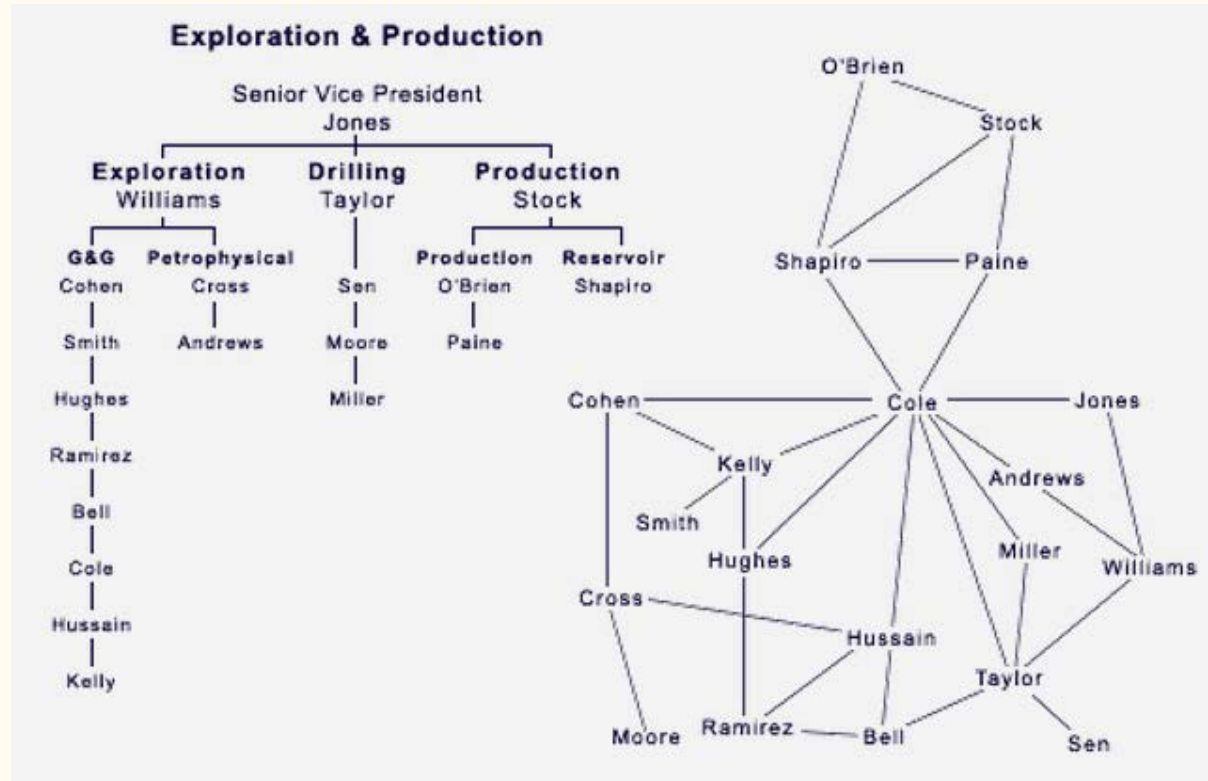 Exploration & Production
Senior Vice President
Jones
Exploration Drilling Production
Williams Taylor Stock
G&G Petrophysical Production Reservoir
Cohen Cross Sen O'Brien Shapiro
Smith Andrews Moore Paine
Hughes Miller
Ramirez
Bell
Cole
Hussain
Kelly
O'Brien
Stock
Shapiro Paine
Cohen Cole Jones
Kelly
Andrews
Smith
Miller
Hughes
Williams
Cross
Hussain
Taylor
Ramirez
Moore
Bell
Sen